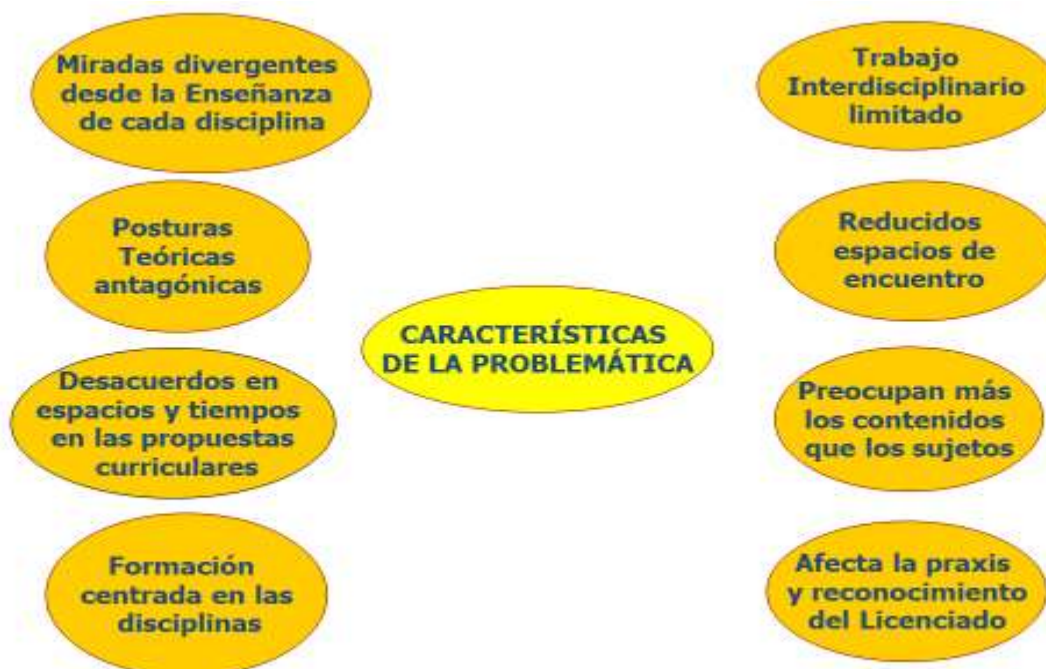 Miradas divergentes
desde la Enseñanza
de cada disciplina
Posturas
Teóricas
antagónicas
Desacuerdos en
espacios y tiempos
en las propuestas
curriculares
Formación
centrada en las
disciplinas
CARACTERÍSTICAS
DE LA PROBLEMÁTICA
Trabajo
Interdisciplinario
limitado
Reducidos
espacios de
encuentro
Preocupan más
los contenidos
que los sujetos
Afecta la praxis
y reconocimiento
del Licenciado